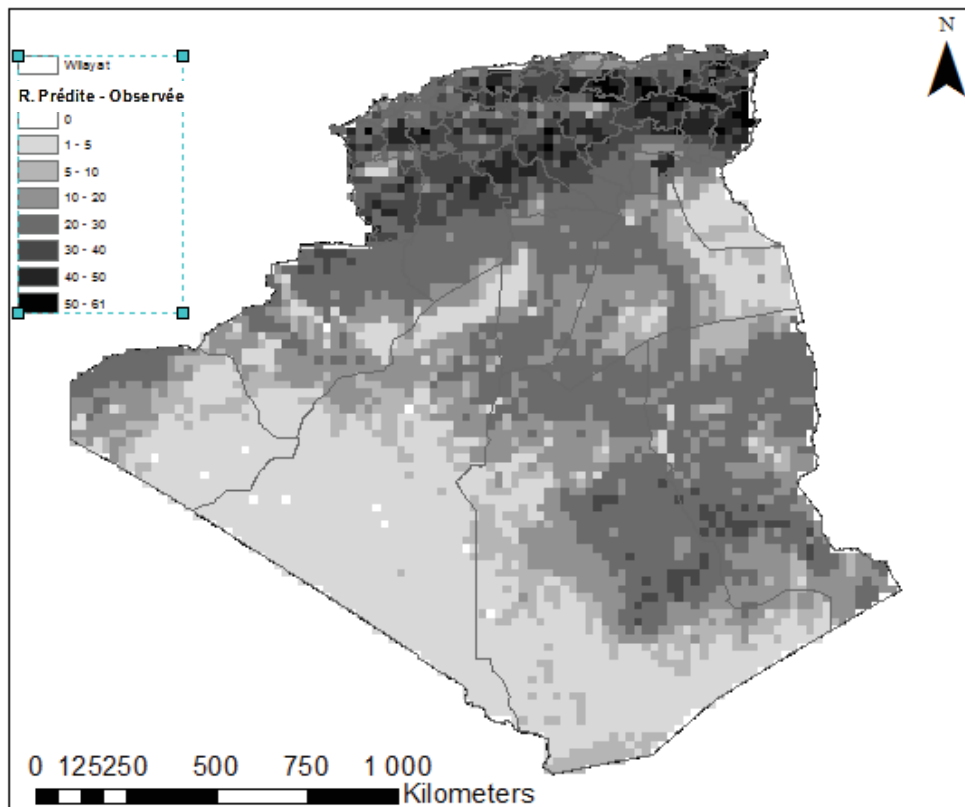 N
Wilayat
R. Prédite - Observée
0
1 - 5
5 - 10
10 - 20
20 - 30
30 - 40
40 - 50
50 - 61
0 125250 500 750 1 000
Kilometers